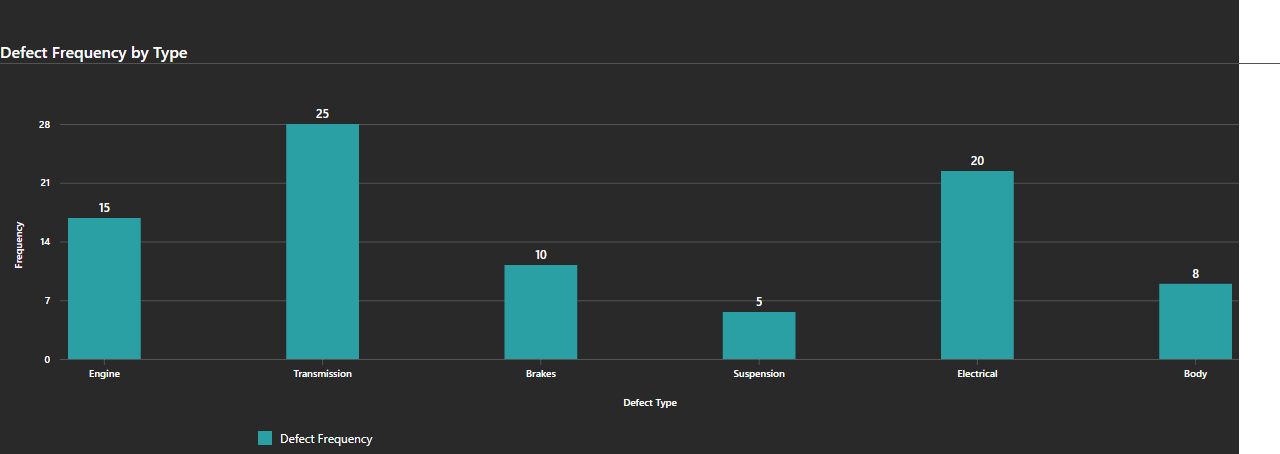 Defect Frequency by Type
25
28
20
21
15
14
10
8
7
5
0
Frequency
Engine
Transmission
Brakes
Suspension
Electrical
Body
Defect Type
Defect Frequency